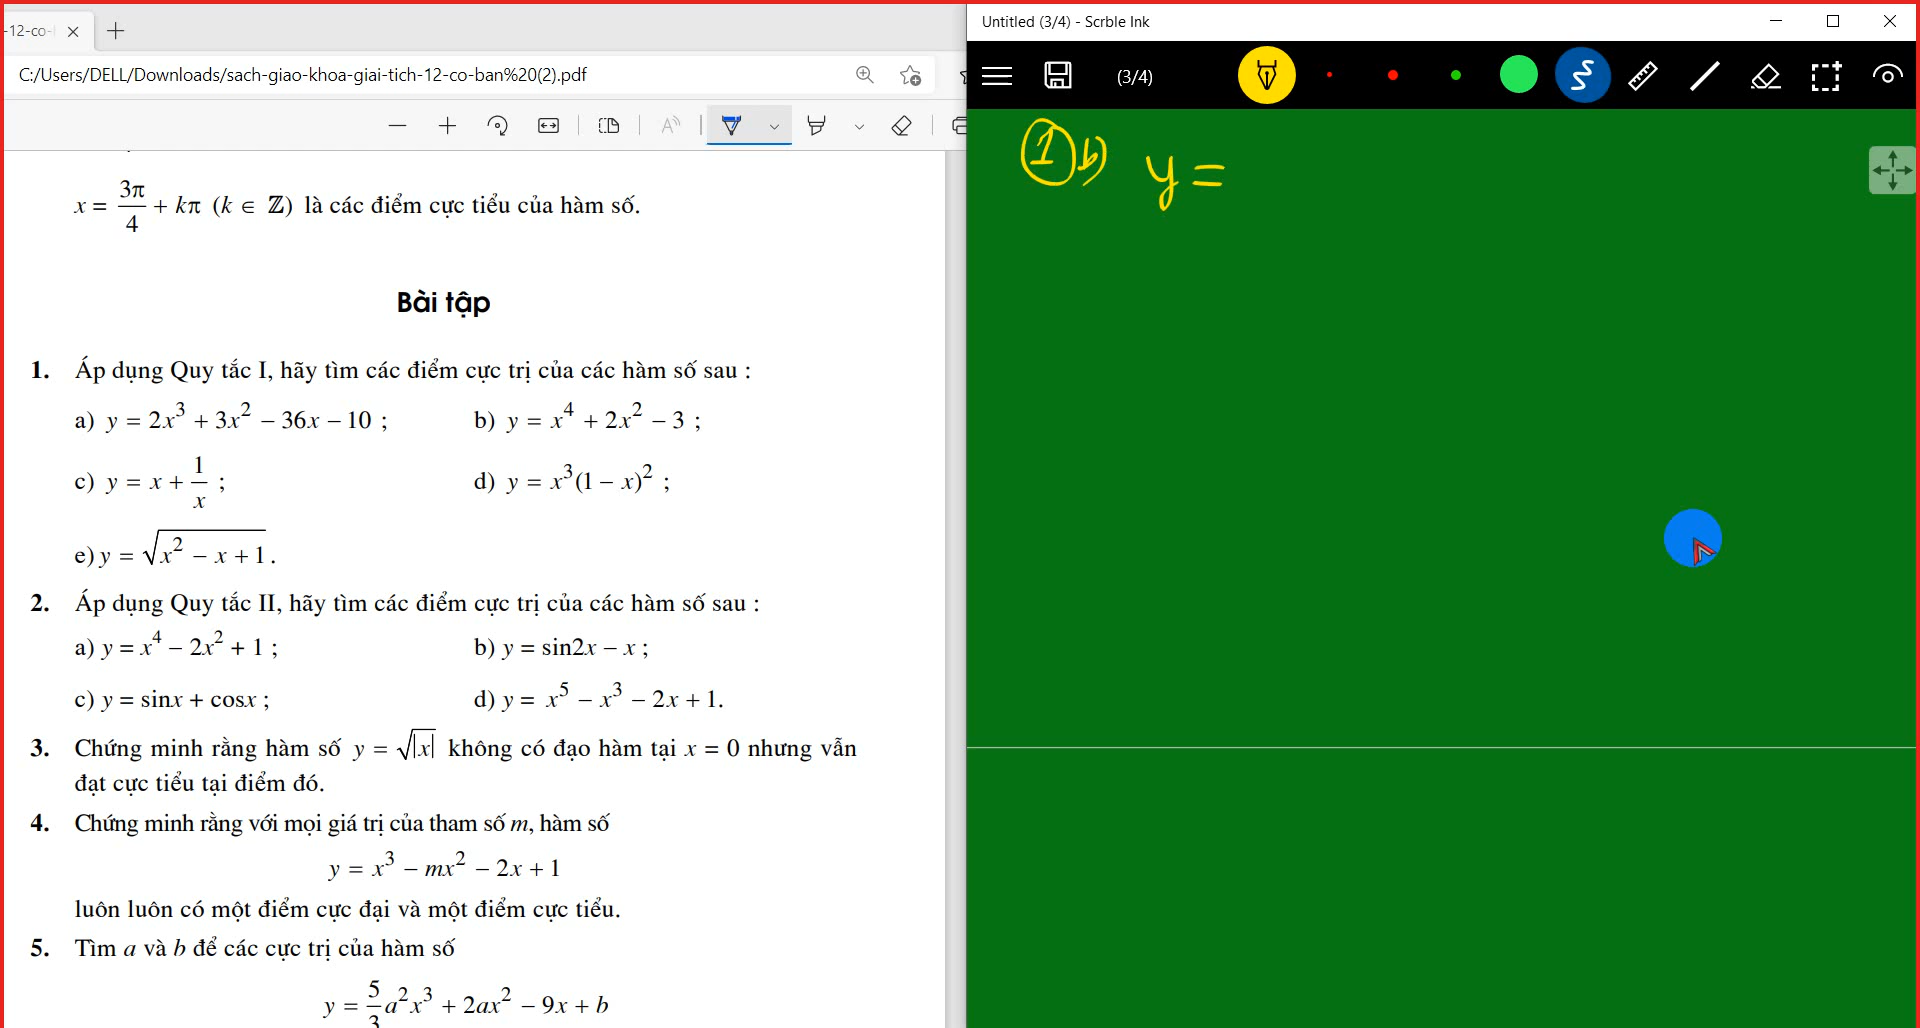 -12-co-
C:/Users/DELL/Downloads/sach-giao-khoa-giai-tich-12-co-ban%20(2).pdf
x = 3π/4 + kπ (k ∈ ℤ) là các điểm cực tiểu của hàm số.
Bài tập
1. Áp dụng Quy tắc I, hãy tìm các điểm cực trị của các hàm số sau :
a) y = 2x³ + 3x² − 36x − 10 ; b) y = x⁴ + 2x² − 3 ;
c) y = x + 1/x ; d) y = x³(1 − x)² ;
e) y = √(x² − x + 1).
2. Áp dụng Quy tắc II, hãy tìm các điểm cực trị của các hàm số sau :
a) y = x⁴ − 2x² + 1 ; b) y = sin2x − x ;
c) y = sinx + cosx ; d) y = x⁵ − x³ − 2x + 1.
3. Chứng minh rằng hàm số y = √|x| không có đạo hàm tại x = 0 nhưng vẫn
đạt cực tiểu tại điểm đó.
4. Chứng minh rằng với mọi giá trị của tham số m, hàm số
y = x³ − mx² − 2x + 1
luôn luôn có một điểm cực đại và một điểm cực tiểu.
5. Tìm a và b để các cực trị của hàm số
y = 5/3 a²x³ + 2ax² − 9x + b
Untitled (3/4) - Scrble Ink
(3/4)
1 b) y =